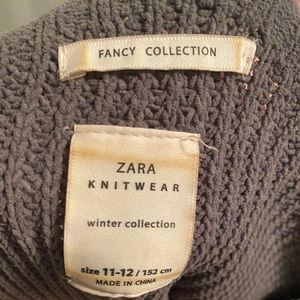 FANCY COLLECTION
ZARA
KNITWEAR
winter collection
size 11-12 / 152 cm
MADE IN CHINA